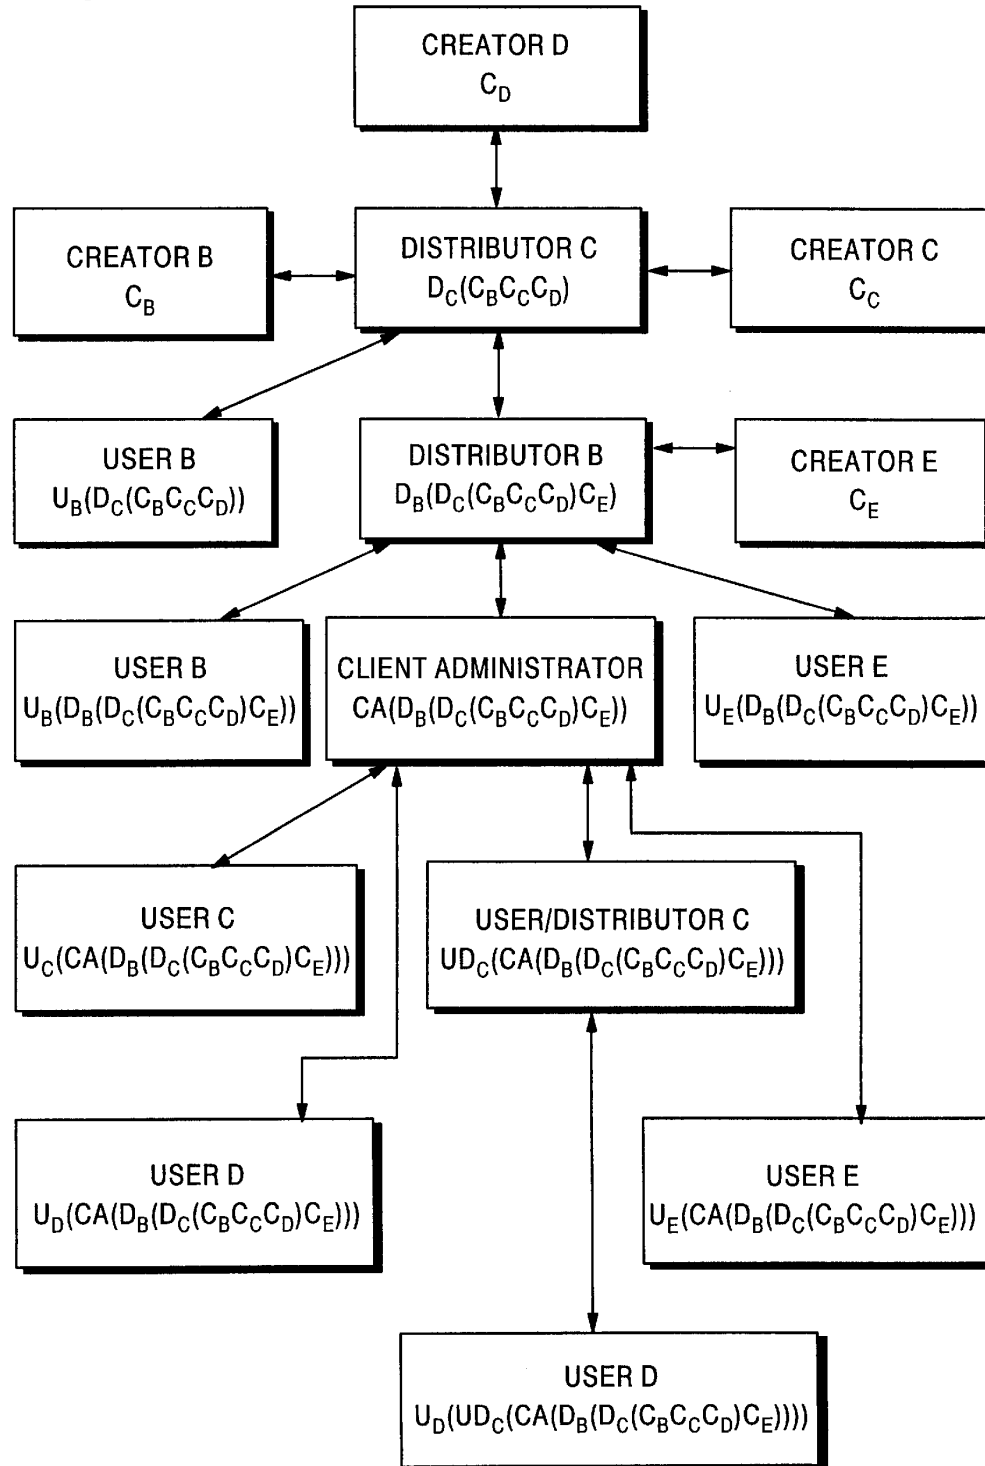 CREATOR D
C_D
CREATOR B
C_B
DISTRIBUTOR C
D_C(C_BC_CC_D)
CREATOR C
C_C
USER B
U_B(D_C(C_BC_CC_D))
DISTRIBUTOR B
D_B(D_C(C_BC_CC_D)C_E)
CREATOR E
C_E
USER B
U_B(D_B(D_C(C_BC_CC_D)C_E))
CLIENT ADMINISTRATOR
CA(D_B(D_C(C_BC_CC_D)C_E))
USER E
U_E(D_B(D_C(C_BC_CC_D)C_E))
USER C
U_C(CA(D_B(D_C(C_BC_CC_D)C_E)))
USER/DISTRIBUTOR C
UD_C(CA(D_B(D_C(C_BC_CC_D)C_E)))
USER D
U_D(CA(D_B(D_C(C_BC_CC_D)C_E)))
USER E
U_E(CA(D_B(D_C(C_BC_CC_D)C_E)))
USER D
U_D(UD_C(CA(D_B(D_C(C_BC_CC_D)C_E))))